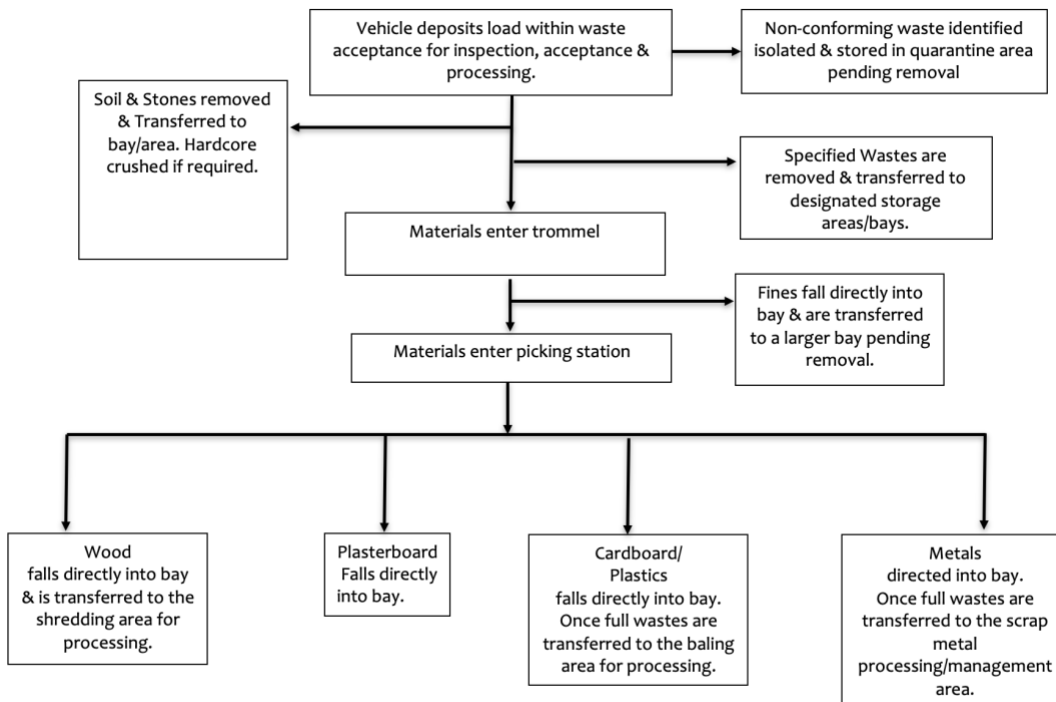 Vehicle deposits load within waste
acceptance for inspection, acceptance &
processing.
Non-conforming waste identified
isolated & stored in quarantine area
pending removal
Soil & Stones removed
& Transferred to
bay/area. Hardcore
crushed if required.
Specified Wastes are
removed & transferred to
designated storage
areas/bays.
Materials enter trommel
Fines fall directly into
bay & are transferred
to a larger bay pending
removal.
Materials enter picking station
Wood
falls directly into bay
& is transferred to the
shredding area for
processing.
Plasterboard
Falls directly
into bay.
Cardboard/
Plastics
falls directly into bay.
Once full wastes are
transferred to the baling
area for processing.
Metals
directed into bay.
Once full wastes are
transferred to the scrap
metal
processing/management
area.